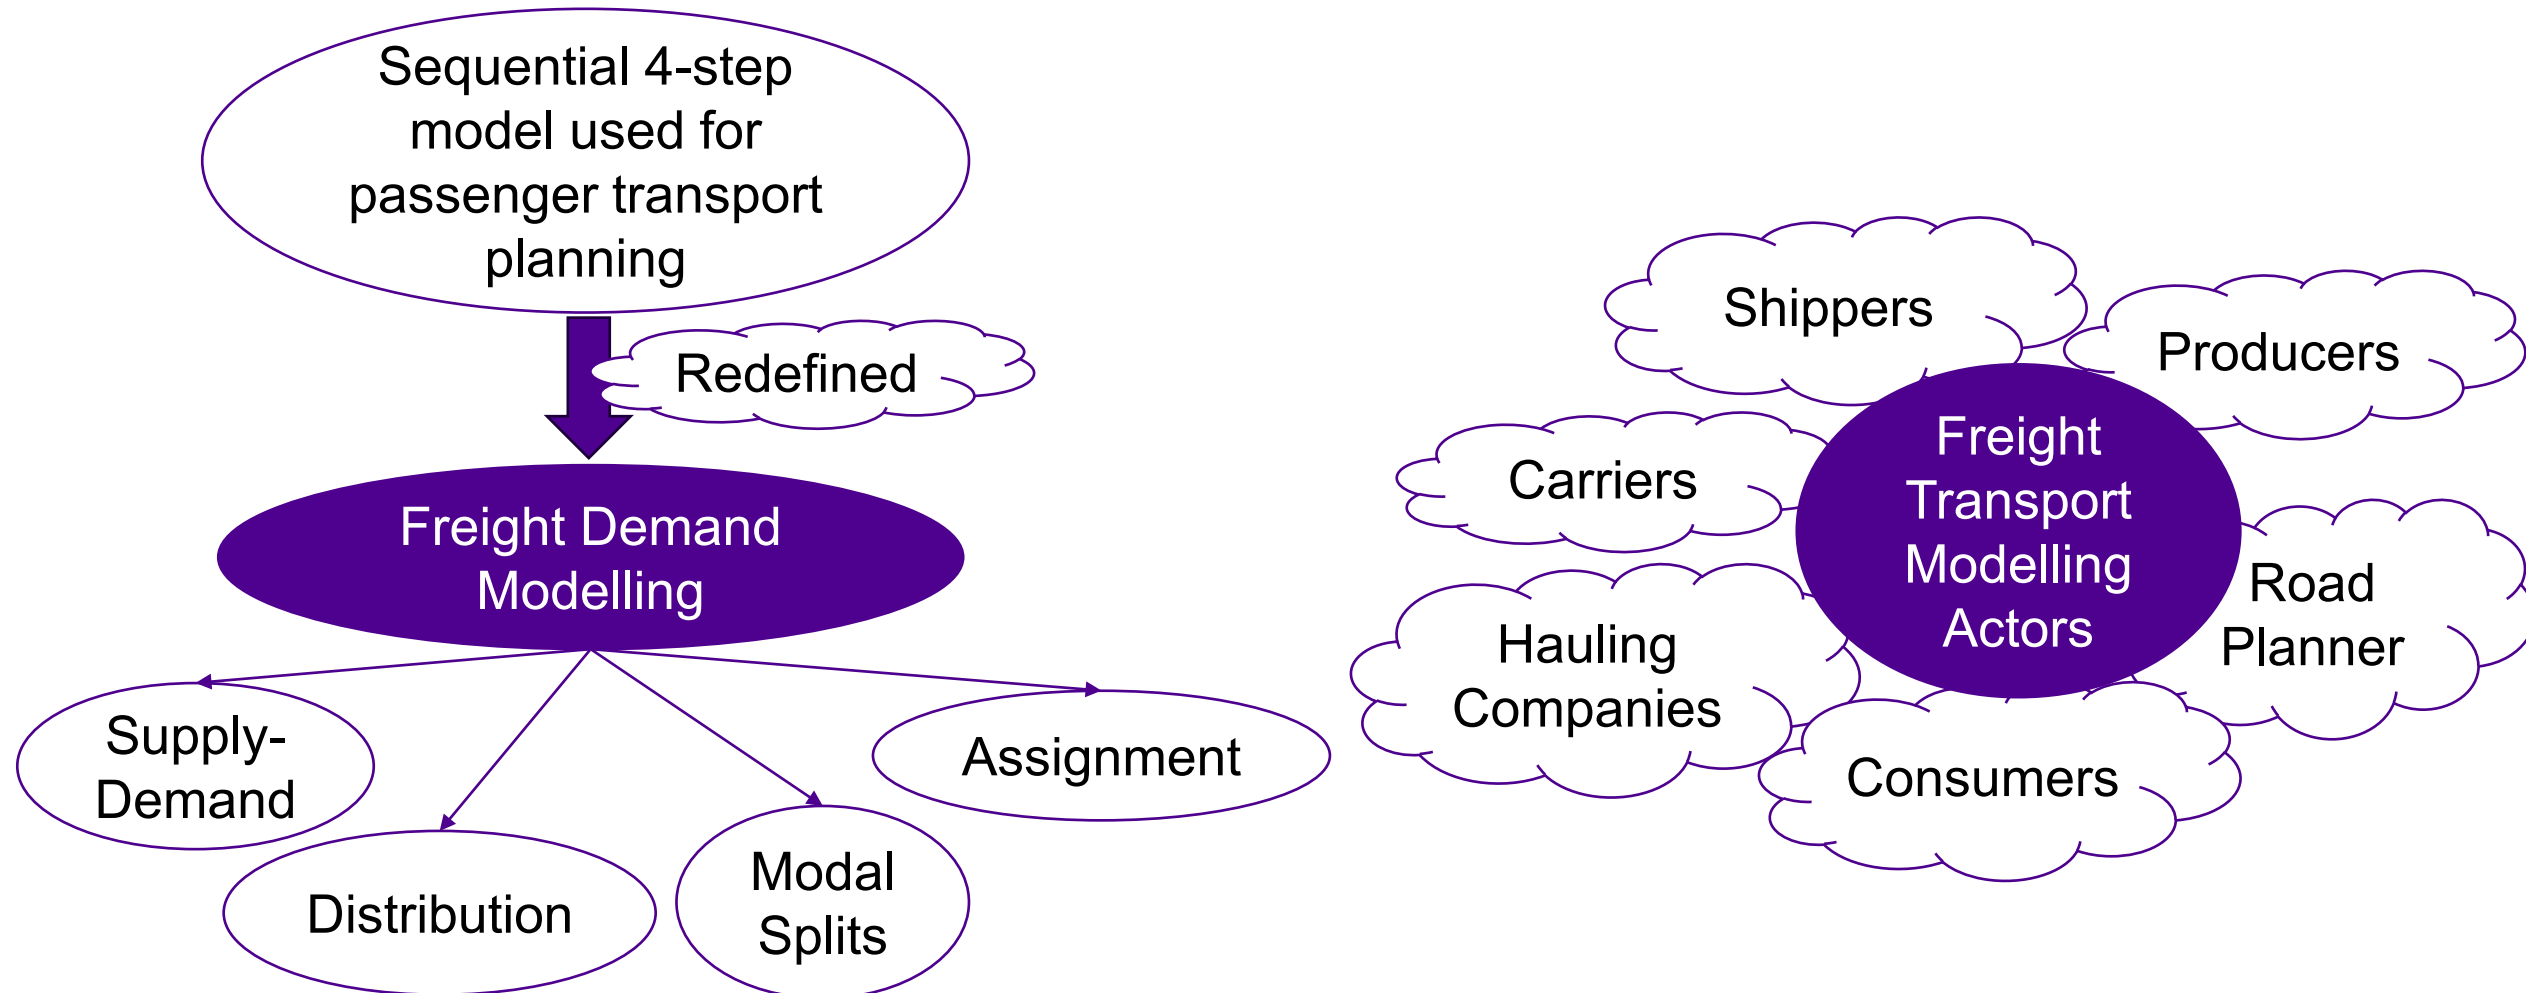 Sequential 4-step
model used for
passenger transport
planning
Redefined
Freight Demand
Modelling
Supply-
Demand
Distribution
Modal
Splits
Assignment
Shippers
Producers
Carriers
Freight
Transport
Modelling
Actors
Hauling
Companies
Road
Planner
Consumers